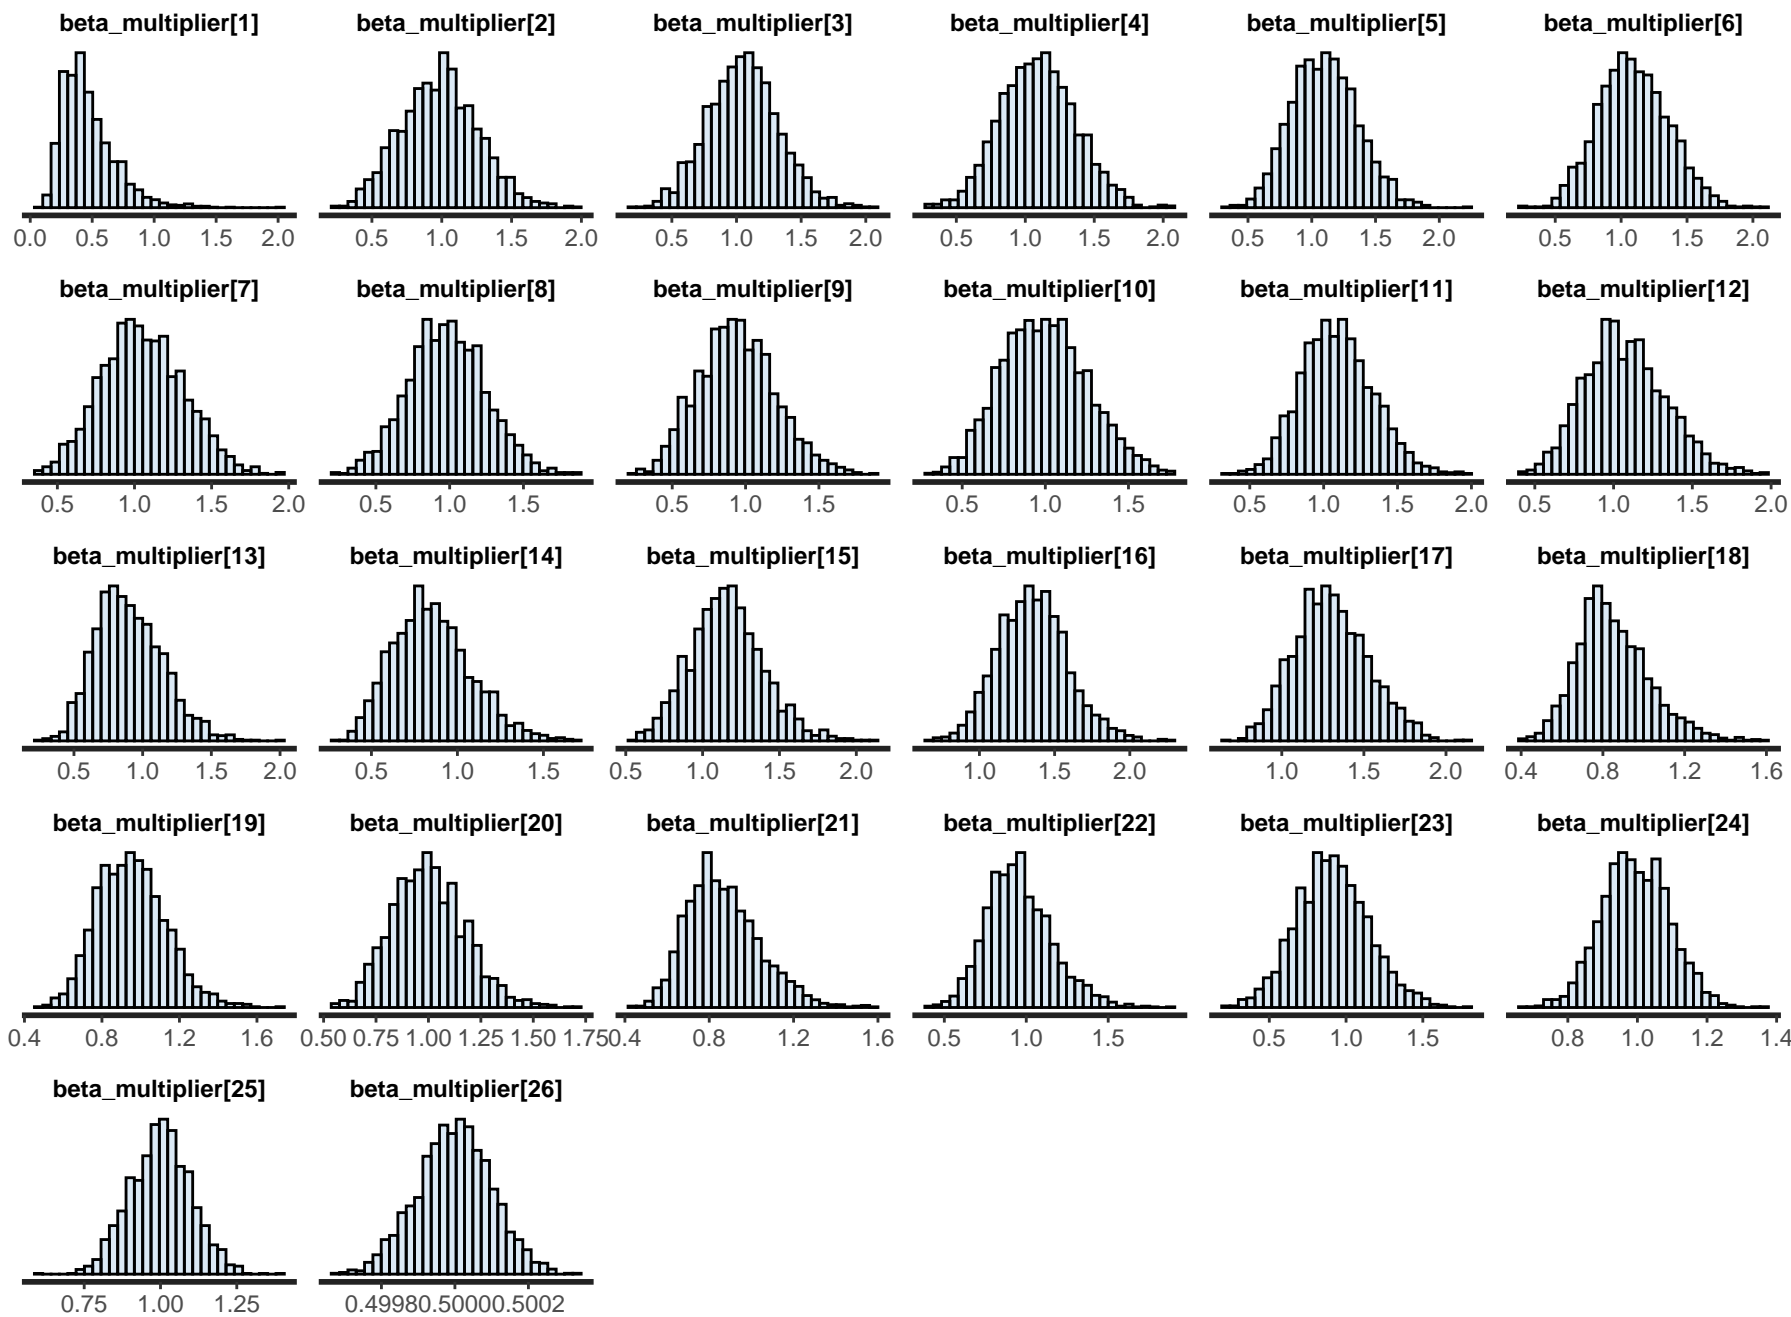 beta_multiplier[1] beta_multiplier[2] beta_multiplier[3] beta_multiplier[4] beta_multiplier[5] beta_multiplier[6]
0.0 0.5 1.0 1.5 2.0 0.5 1.0 1.5 2.0 0.5 1.0 1.5 2.0 0.5 1.0 1.5 2.0 0.5 1.0 1.5 2.0 0.5 1.0 1.5 2.0
beta_multiplier[7] beta_multiplier[8] beta_multiplier[9] beta_multiplier[10] beta_multiplier[11] beta_multiplier[12]
0.5 1.0 1.5 2.0 0.5 1.0 1.5 0.5 1.0 1.5 0.5 1.0 1.5 0.5 1.0 1.5 2.0 0.5 1.0 1.5 2.0
beta_multiplier[13] beta_multiplier[14] beta_multiplier[15] beta_multiplier[16] beta_multiplier[17] beta_multiplier[18]
0.5 1.0 1.5 2.0 0.5 1.0 1.5 0.5 1.0 1.5 2.0 1.0 1.5 2.0 1.0 1.5 2.0 0.4 0.8 1.2 1.6
beta_multiplier[19] beta_multiplier[20] beta_multiplier[21] beta_multiplier[22] beta_multiplier[23] beta_multiplier[24]
0.4 0.8 1.2 1.6 0.50 0.75 1.00 1.25 1.50 1.75 0.4 0.8 1.2 1.6 0.5 1.0 1.5 0.5 1.0 1.5 0.8 1.0 1.2 1.4
beta_multiplier[25] beta_multiplier[26]
0.75 1.00 1.25 0.4998 0.5000 0.5002